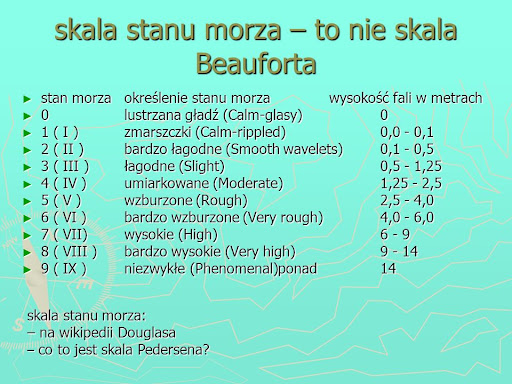 skala stanu morza – to nie skala
Beauforta
stan morza określenie stanu morza wysokość fali w metrach
0 lustrzana gładź (Calm-glasy) 0
1 ( I ) zmarszczki (Calm-rippled) 0,0 - 0,1
2 ( II ) bardzo łagodne (Smooth wavelets) 0,1 - 0,5
3 ( III ) łagodne (Slight) 0,5 - 1,25
4 ( IV ) umiarkowane (Moderate) 1,25 - 2,5
5 ( V ) wzburzone (Rough) 2,5 - 4,0
6 ( VI ) bardzo wzburzone (Very rough) 4,0 - 6,0
7 ( VII) wysokie (High) 6 - 9
8 ( VIII ) bardzo wysokie (Very high) 9 - 14
9 ( IX ) niezwykłe (Phenomenal)ponad 14
skala stanu morza:
– na wikipedii Douglasa
– co to jest skala Pedersena?